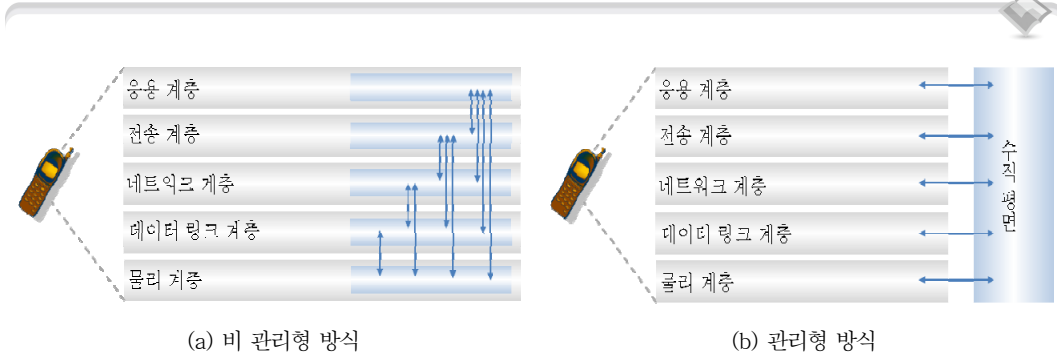 응용 계층
전송 계층
네트워크 계층
데이터 링크 계층
물리 계층
(a) 비 관리형 방식
응용 계층
전송 계층
네트워크 계층
데이터 링크 계층
물리 계층
수직 평면
(b) 관리형 방식